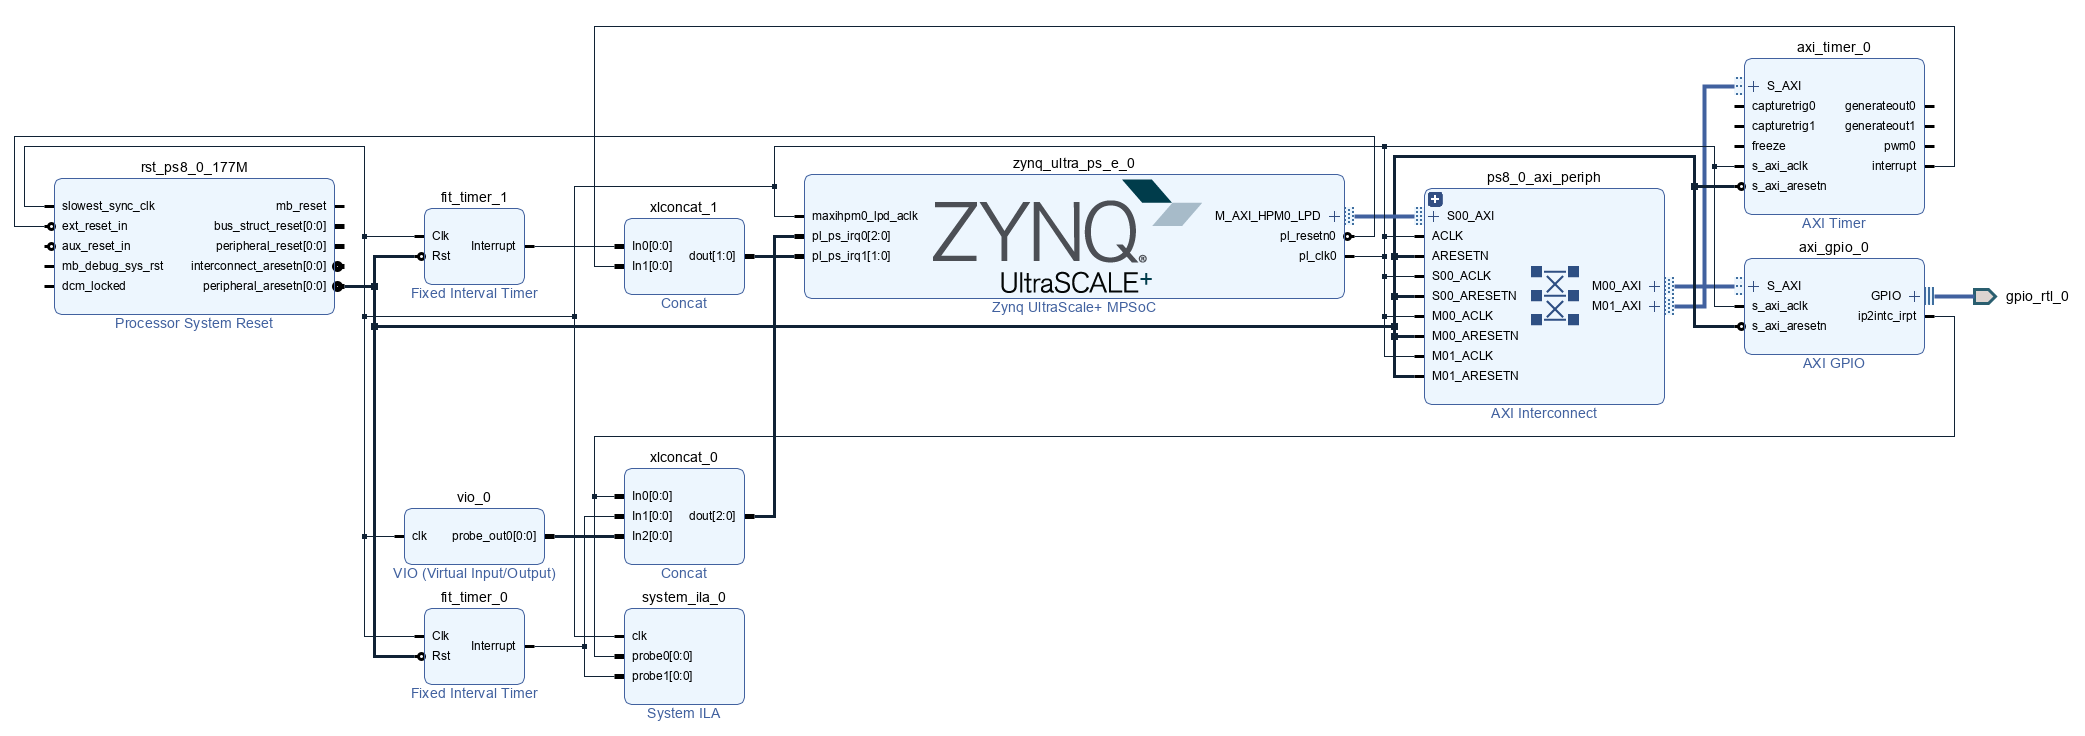 axi_timer_0
S_AXI
capturetrig0 generateout0
capturetrig1 generateout1
freeze pwm0
s_axi_aclk interrupt
s_axi_aresetn
AXI Timer
rst_ps8_0_177M
slowest_sync_clk mb_reset
ext_reset_in bus_struct_reset[0:0]
aux_reset_in peripheral_reset[0:0]
mb_debug_sys_rst interconnect_aresetn[0:0]
dcm_locked peripheral_aresetn[0:0]
Processor System Reset
fit_timer_1
Clk
Interrupt
Rst
Fixed Interval Timer
xlconcat_1
In0[0:0]
dout[1:0]
In1[0:0]
Concat
zynq_ultra_ps_e_0
maxihpm0_lpd_aclk M_AXI_HPM0_LPD
pl_ps_irq0[2:0] pl_resetn0
pl_ps_irq1[1:0] pl_clk0
ZYNQ®
UltraSCALE+
Zynq UltraScale+ MPSoC
ps8_0_axi_periph
S00_AXI
ACLK
ARESETN
S00_ACLK
M00_AXI
S00_ARESETN
M01_AXI
M00_ACLK
M00_ARESETN
M01_ACLK
M01_ARESETN
AXI Interconnect
axi_gpio_0
S_AXI
GPIO
s_axi_aclk
ip2intc_irpt
s_axi_aresetn
AXI GPIO
gpio_rtl_0
xlconcat_0
In0[0:0]
In1[0:0] dout[2:0]
In2[0:0]
Concat
vio_0
clk probe_out0[0:0]
VIO (Virtual Input/Output)
fit_timer_0
Clk
Interrupt
Rst
Fixed Interval Timer
system_ila_0
clk
probe0[0:0]
probe1[0:0]
System ILA